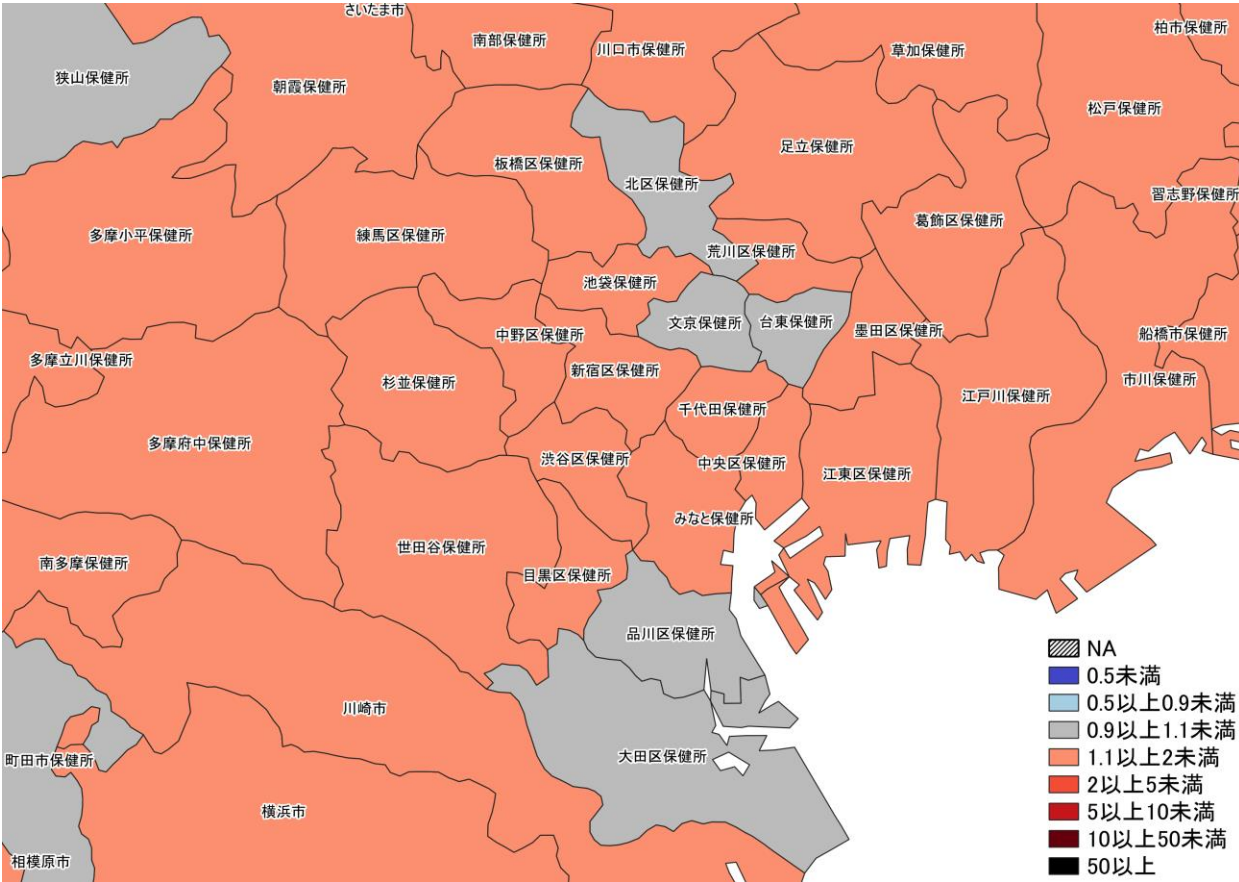 さいたま市
南部保健所
川口市保健所
草加保健所
柏市保健所
狭山保健所
朝霞保健所
松戸保健所
板橋区保健所
足立保健所
北区保健所
習志野保健所
多摩小平保健所
練馬区保健所
葛飾区保健所
荒川区保健所
池袋保健所
文京保健所
台東保健所
中野区保健所
墨田区保健所
船橋市保健所
多摩立川保健所
杉並保健所
新宿区保健所
市川保健所
江戸川保健所
千代田保健所
多摩府中保健所
渋谷区保健所
中央区保健所
江東区保健所
みなと保健所
世田谷保健所
南多摩保健所
目黒区保健所
品川区保健所
川崎市
大田区保健所
町田市保健所
横浜市
相模原市
NA
0.5未満
0.5以上0.9未満
0.9以上1.1未満
1.1以上2未満
2以上5未満
5以上10未満
10以上50未満
50以上